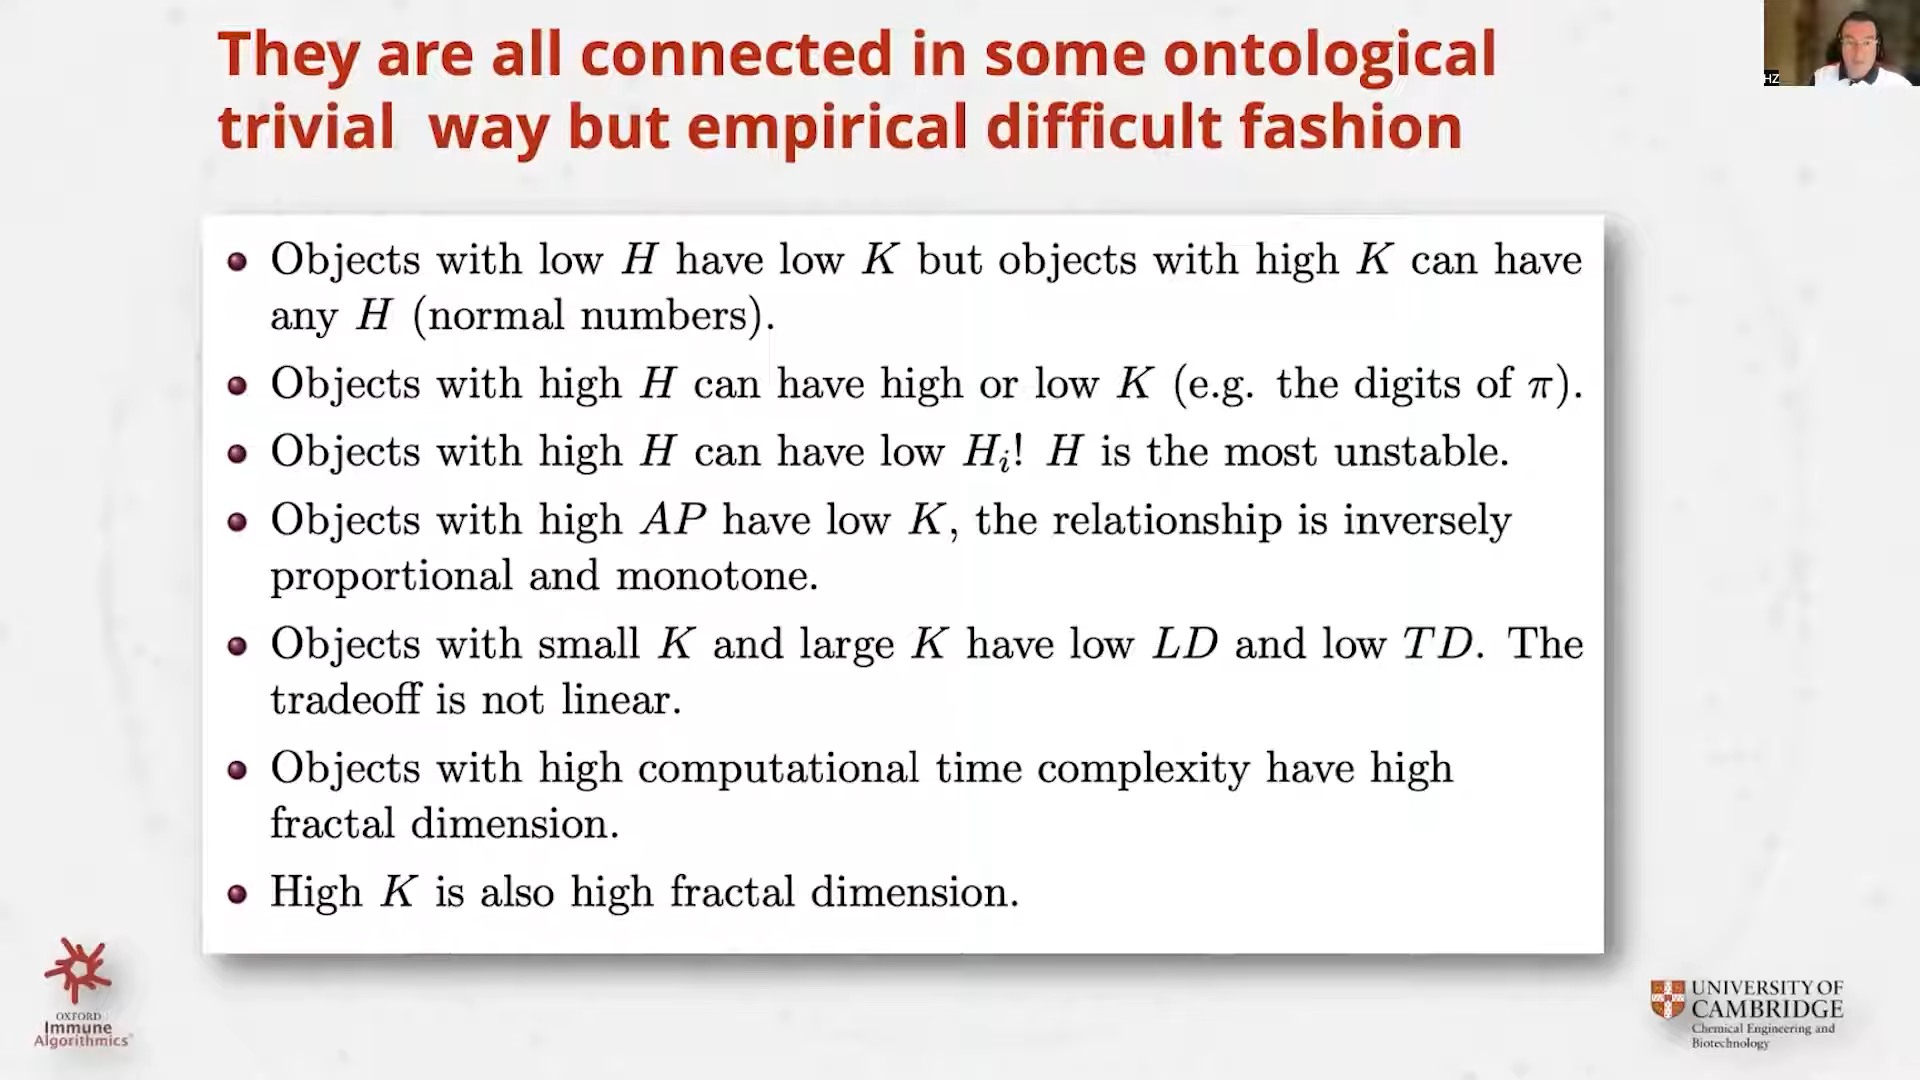 They are all connected in some ontological
trivial way but empirical difficult fashion
HZ
Objects with low H have low K but objects with high K can have
any H (normal numbers).
Objects with high H can have high or low K (e.g. the digits of π).
Objects with high H can have low Hᵢ! H is the most unstable.
Objects with high AP have low K, the relationship is inversely
proportional and monotone.
Objects with small K and large K have low LD and low TD. The
tradeoff is not linear.
Objects with high computational time complexity have high
fractal dimension.
High K is also high fractal dimension.
OXFORD
Immune
Algorithmics
UNIVERSITY OF
CAMBRIDGE
Chemical Engineering and
Biotechnology